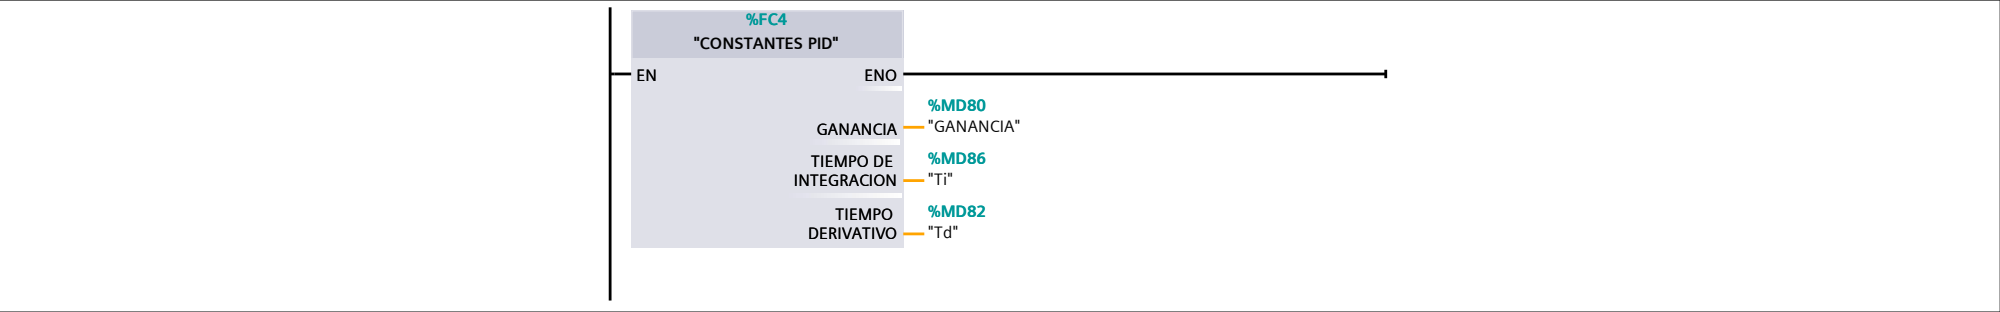 %FC4
"CONSTANTES PID"
EN
ENO
%MD80
GANANCIA
"GANANCIA"
%MD86
TIEMPO DE
INTEGRACION
"Ti"
%MD82
TIEMPO
DERIVATIVO
"Td"